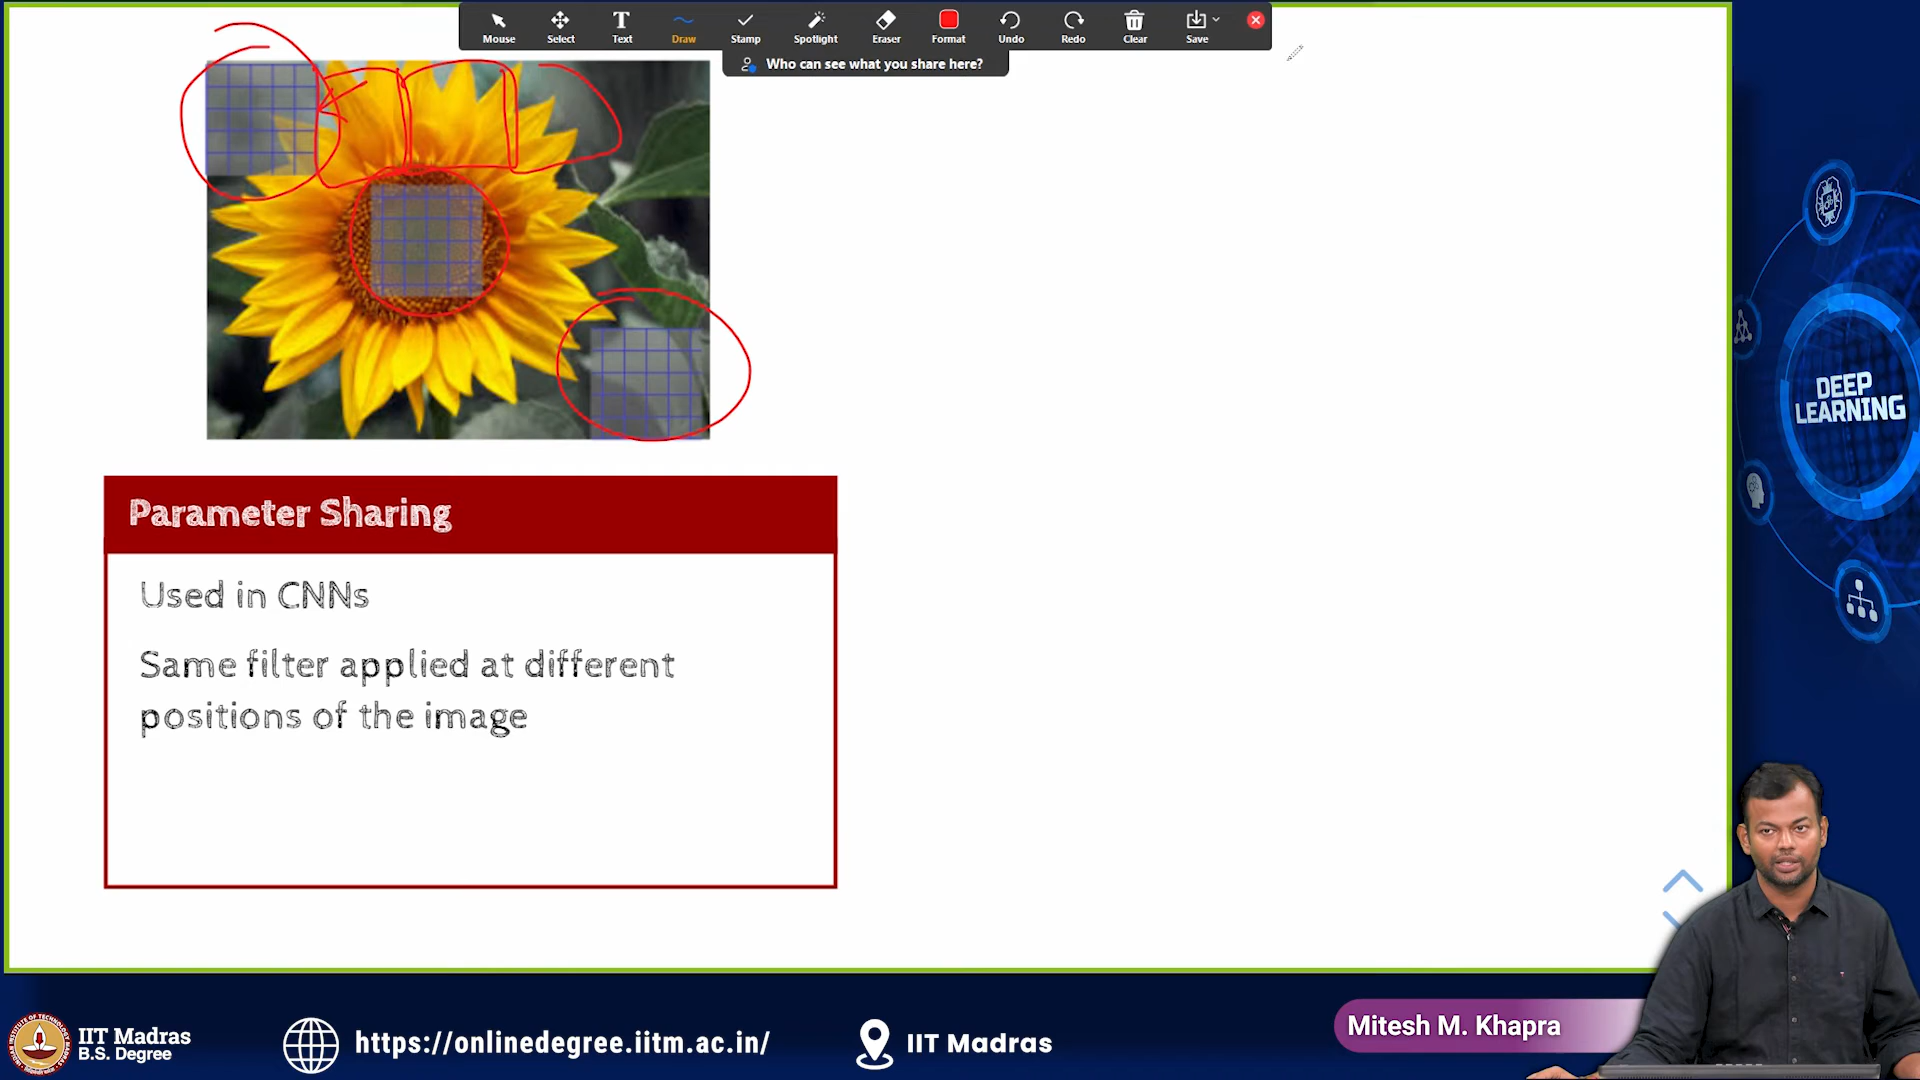 Mouse
Select
Text
Draw
Stamp
Spotlight
Eraser
Format
Undo
Redo
Clear
Save
Who can see what you share here?
Parameter Sharing
Used in CNNs
Same filter applied at different
positions of the image
DEEP
LEARNING
Mitesh M. Khapra
IIT Madras
B.S. Degree
https://onlinedegree.iitm.ac.in/
IIT Madras